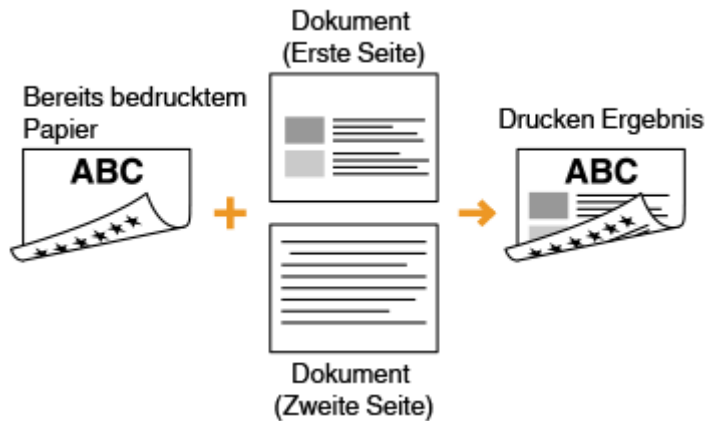 Dokument
(Erste Seite)
Bereits bedrucktem
Papier
Drucken Ergebnis
ABC
ABC
Dokument
(Zweite Seite)